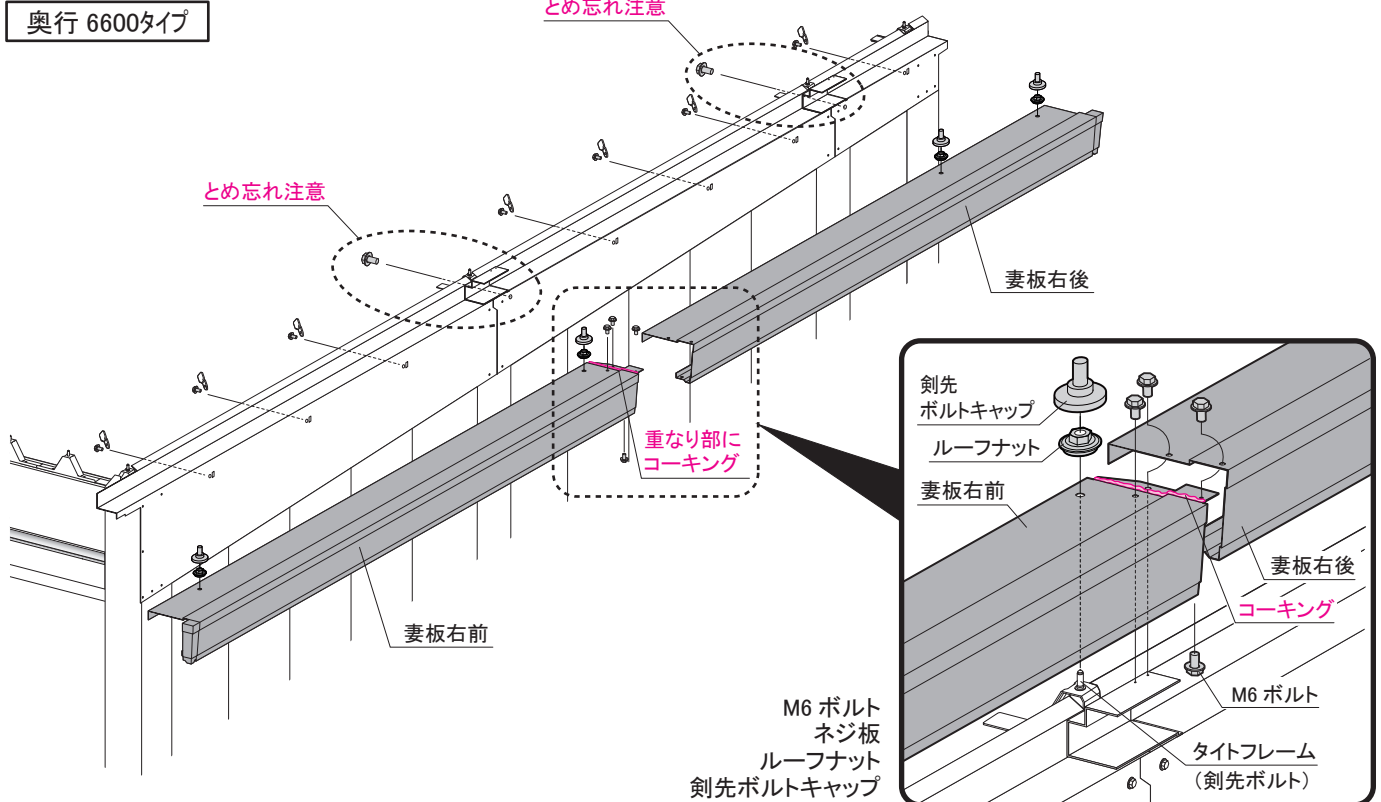 奥行 6600タイプ
とめ忘れ注意
とめ忘れ注意
妻板右後
重なり部に
コーキング
妻板右前
剣先
ボルトキャップ
ルーフナット
妻板右前
妻板右後
コーキング
M6 ボルト
タイトフレーム
（剣先ボルト）
M6 ボルト
ネジ板
ルーフナット
剣先ボルトキャップ